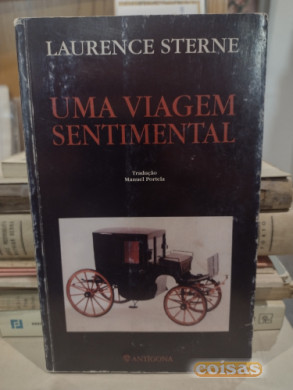 LAURENCE STERNE
UMA VIAGEM
SENTIMENTAL
Tradução
Manuel Portela
ANTÍGONA
coisas